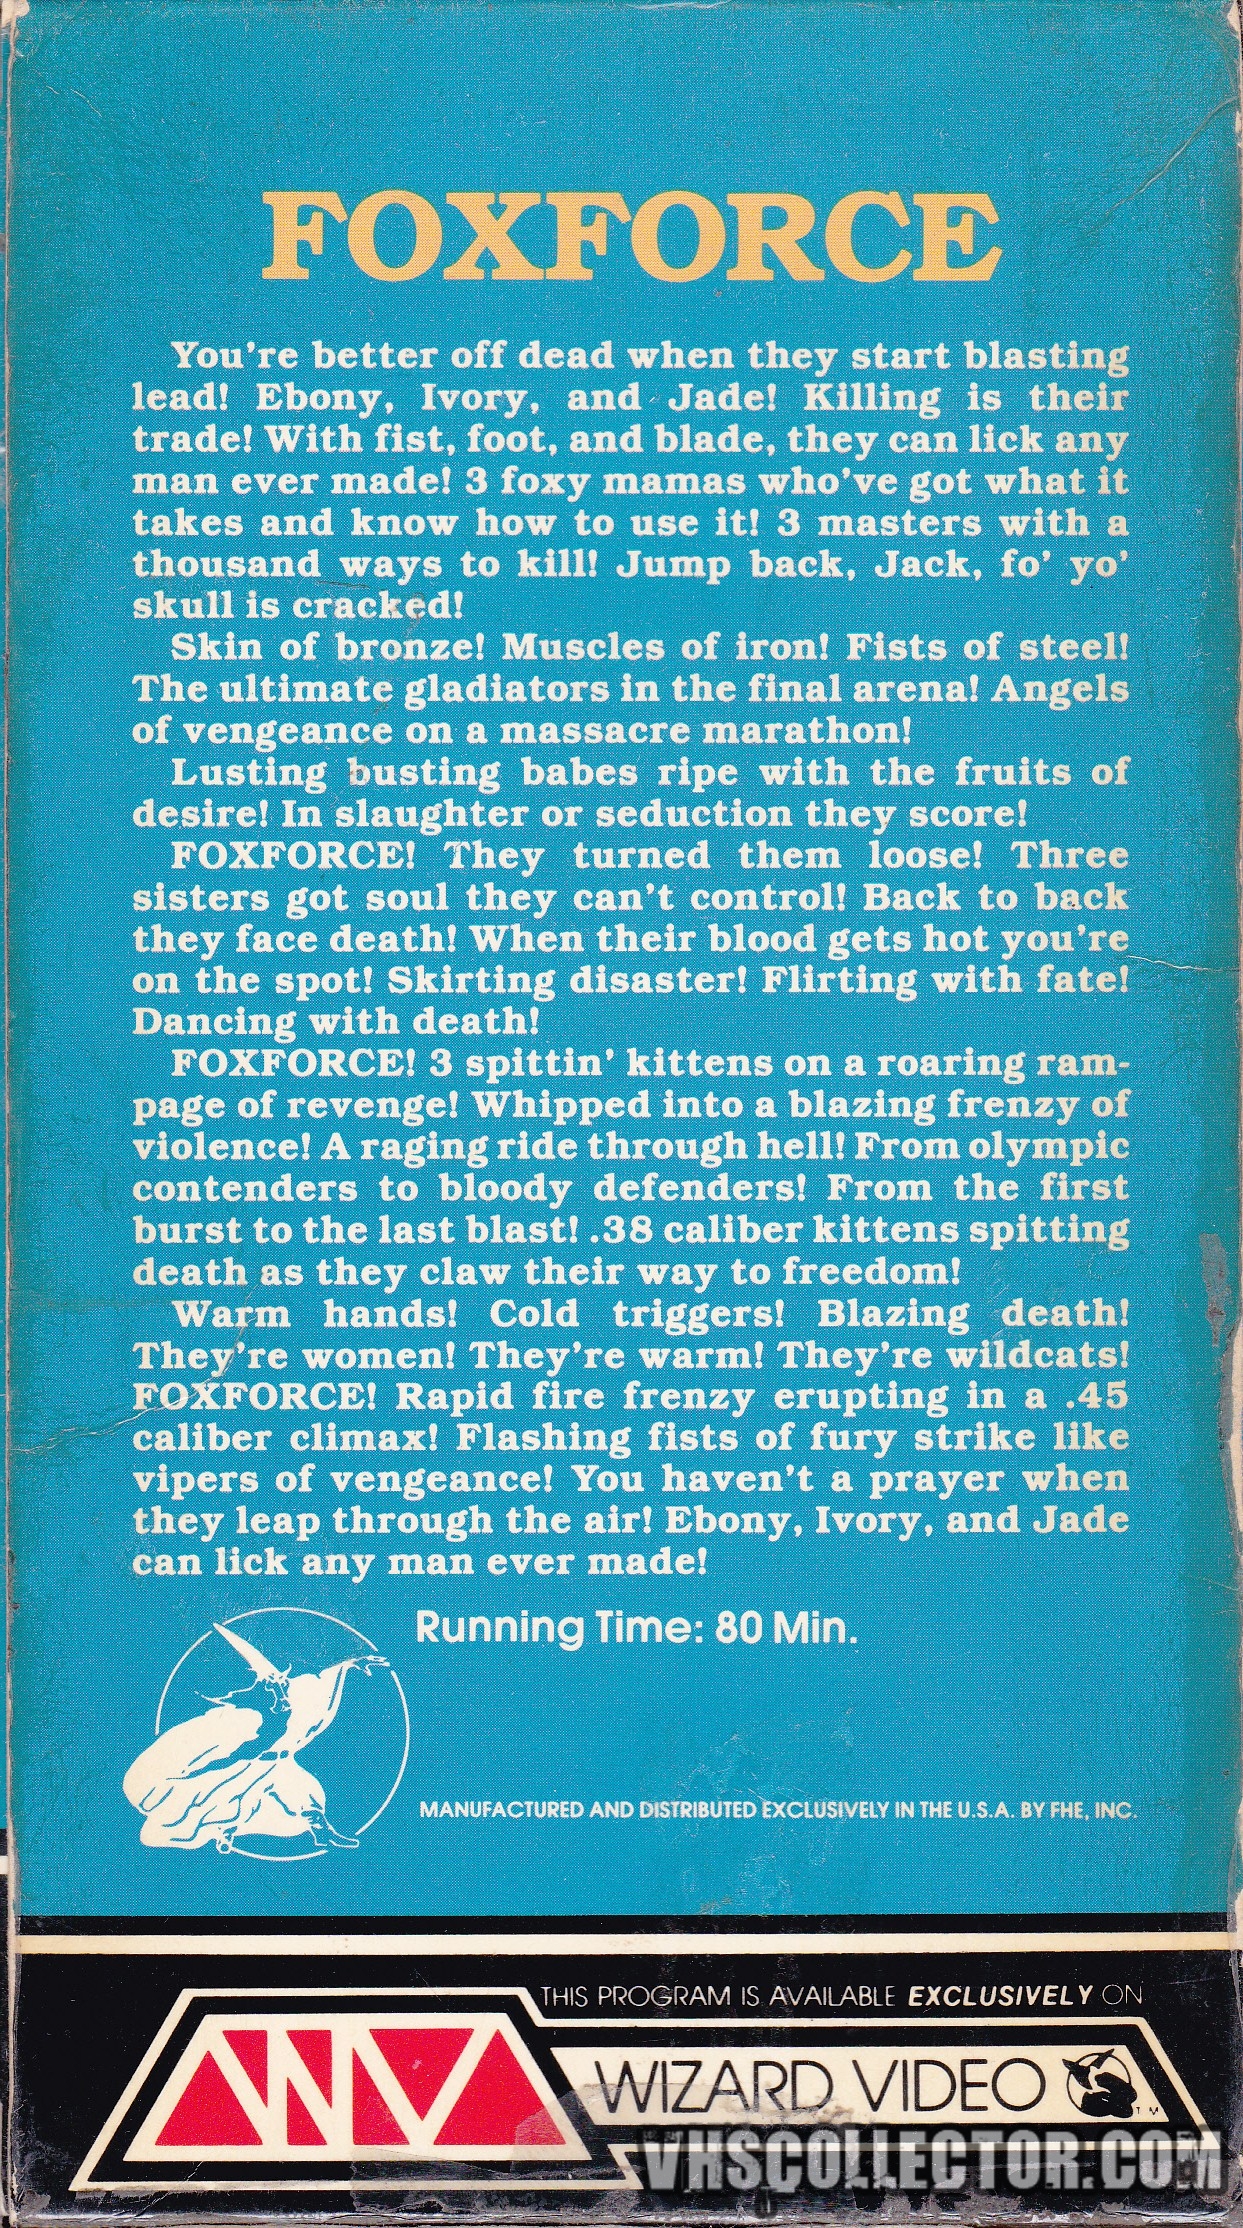 FOXFORCE
You're better off dead when they start blasting
lead! Ebony, Ivory, and Jade! Killing is their
trade! With fist, foot, and blade, they can lick any
man ever made! 3 foxy mamas who've got what it
takes and know how to use it! 3 masters with a
thousand ways to kill! Jump back, Jack, fo' yo'
skull is cracked!
Skin of bronze! Muscles of iron! Fists of steel!
The ultimate gladiators in the final arena! Angels
of vengeance on a massacre marathon!
Lusting busting babes ripe with the fruits of
desire! In slaughter or seduction they score!
FOXFORCE! They turned them loose! Three
sisters got soul they can't control! Back to back
they face death! When their blood gets hot you're
on the spot! Skirting disaster! Flirting with fate!
Dancing with death!
FOXFORCE! 3 spittin' kittens on a roaring ram-
page of revenge! Whipped into a blazing frenzy of
violence! A raging ride through hell! From olympic
contenders to bloody defenders! From the first
burst to the last blast! .38 caliber kittens spitting
death as they claw their way to freedom!
Warm hands! Cold triggers! Blazing death!
They're women! They're warm! They're wildcats!
FOXFORCE! Rapid fire frenzy erupting in a .45
caliber climax! Flashing fists of fury strike like
vipers of vengeance! You haven't a prayer when
they leap through the air! Ebony, Ivory, and Jade
can lick any man ever made!
Running Time: 80 Min.
MANUFACTURED AND DISTRIBUTED EXCLUSIVELY IN THE U.S.A. BY FHE, INC.
THIS PROGRAM IS AVAILABLE EXCLUSIVELY ON
WV
WIZARD VIDEO
TM
VHSCOLLECTOR.COM